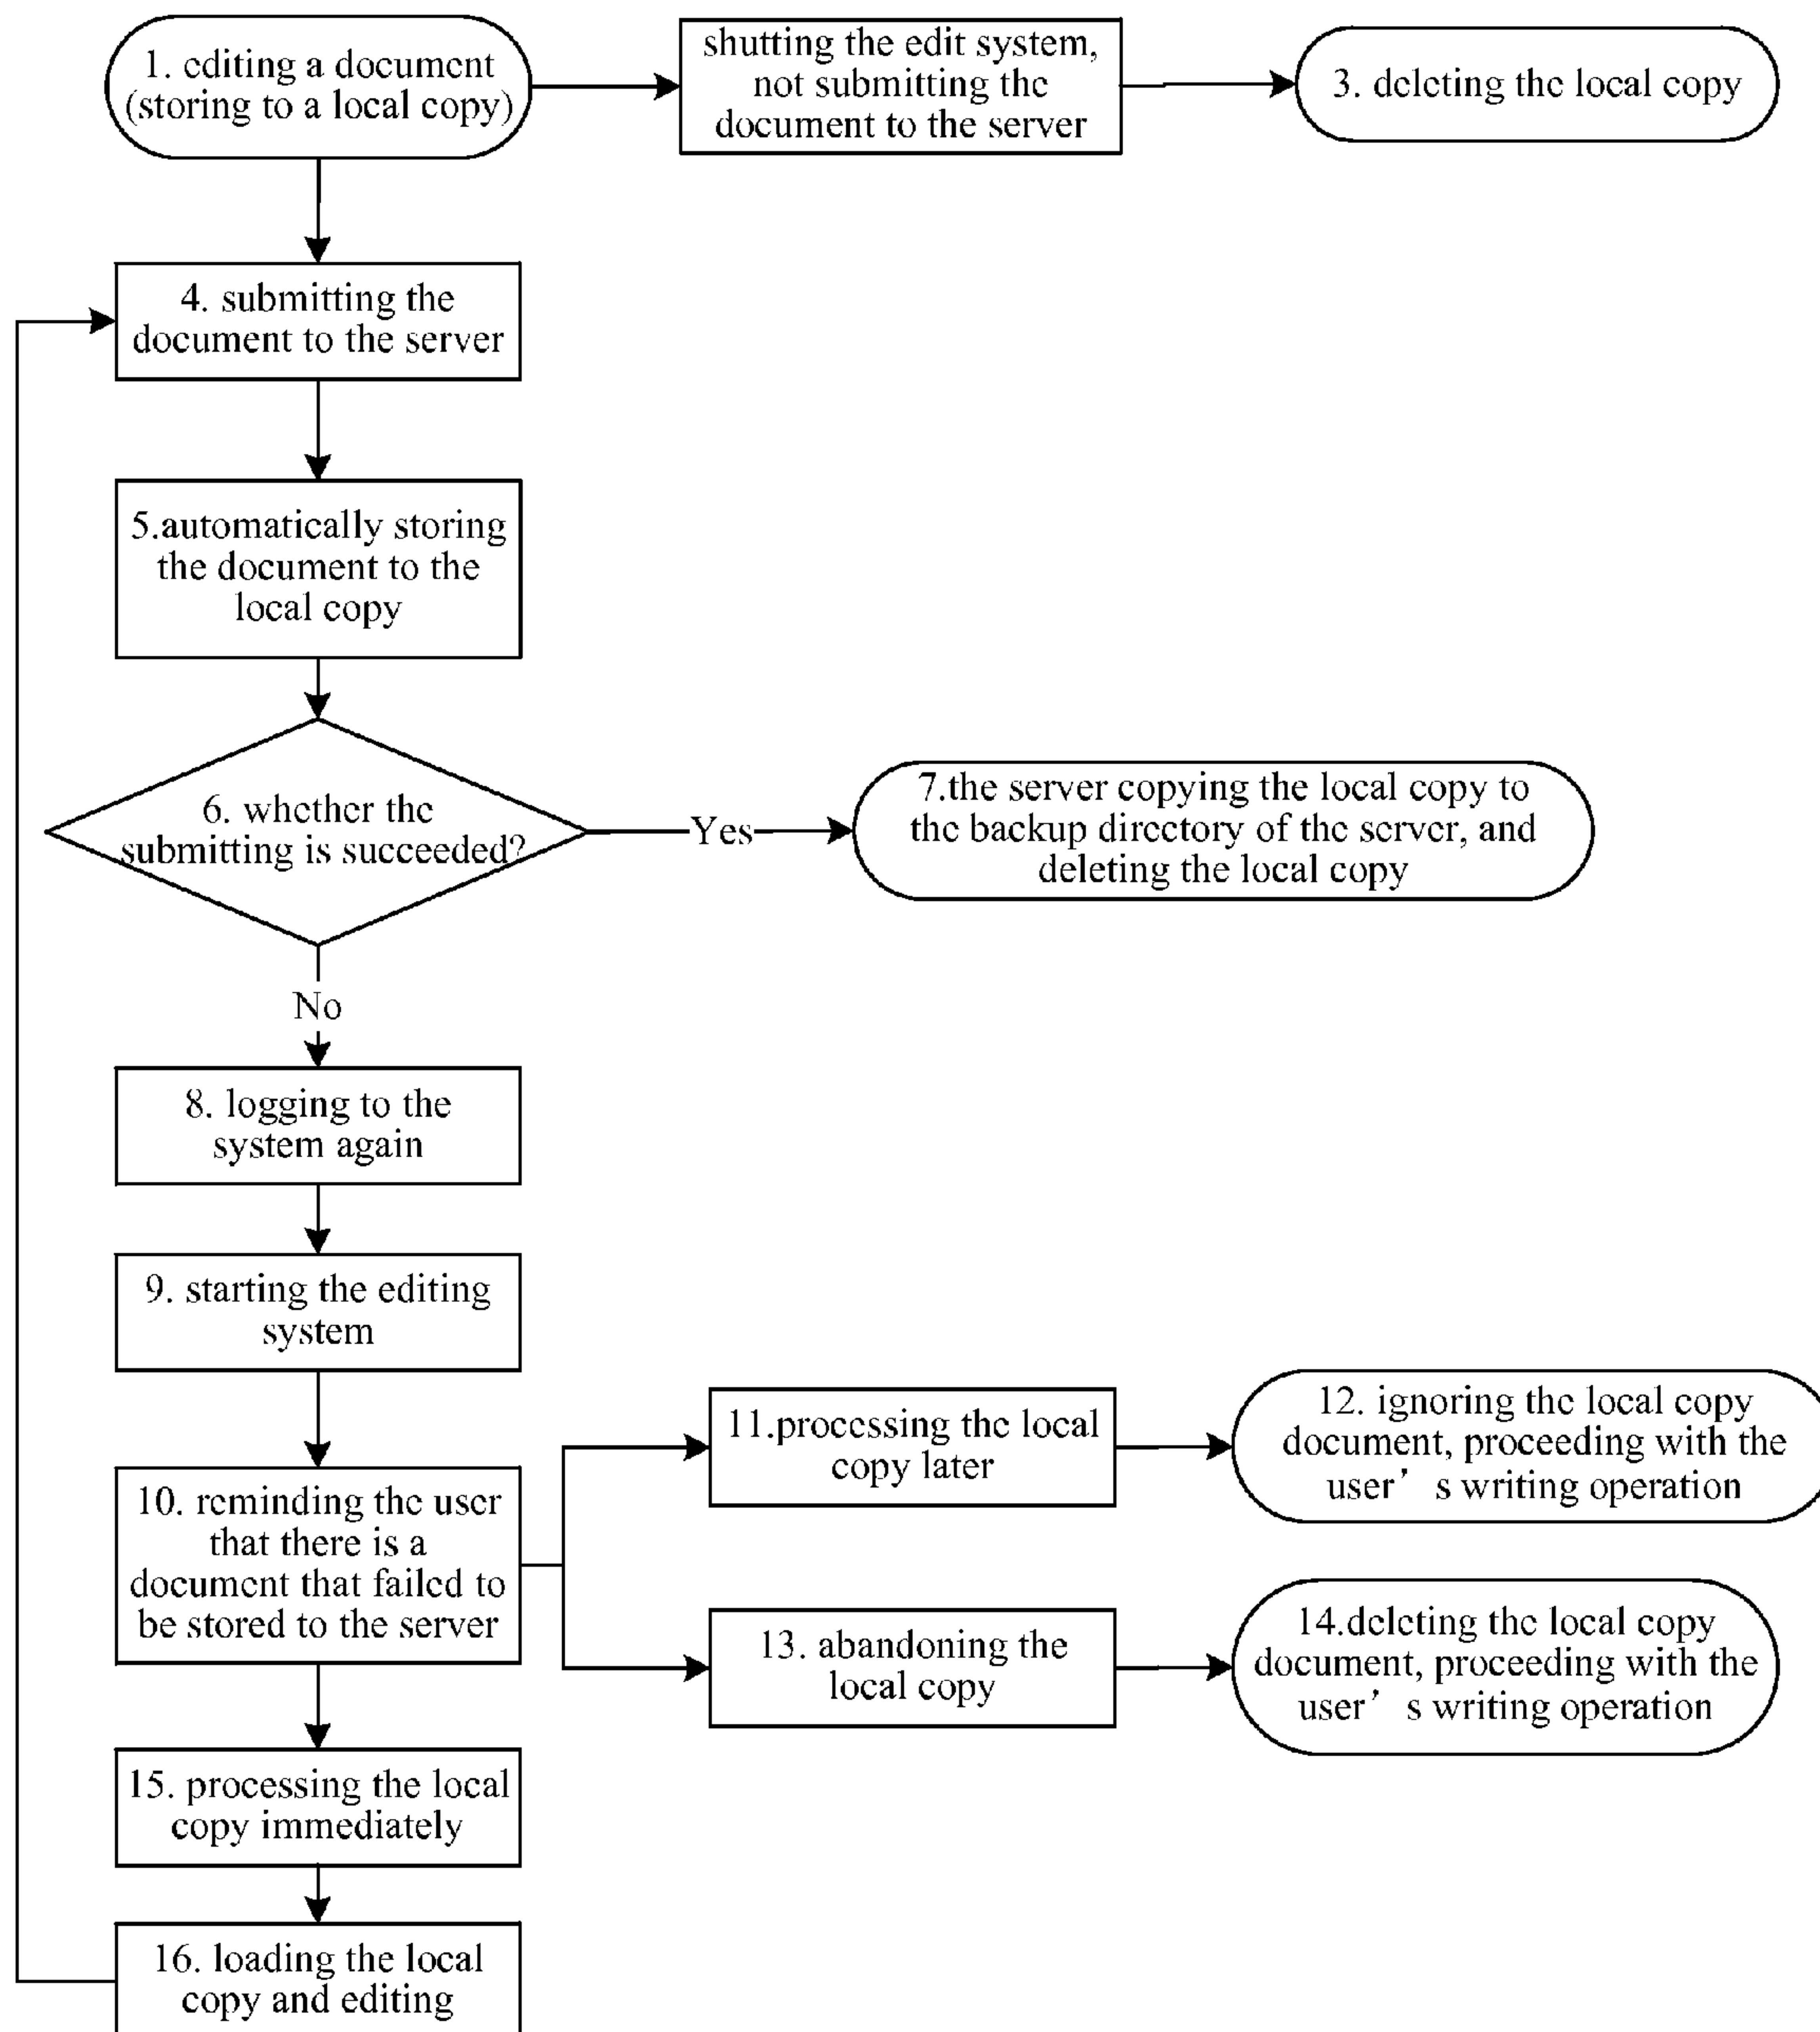 1. editing a document
(storing to a local copy)
shutting the edit system,
not submitting the
document to the server
3. deleting the local copy
4. submitting the
document to the server
5.automatically storing
the document to the
local copy
6. whether the
submitting is succeeded?
Yes
7.the server copying the local copy to
the backup directory of the server, and
deleting the local copy
No
8. logging to the
system again
9. starting the editing
system
10. reminding the user
that there is a
document that failed to
be stored to the server
11.processing the local
copy later
12. ignoring the local copy
document, proceeding with the
user’ s writing operation
13. abandoning the
local copy
14.deleting the local copy
document, proceeding with the
user’ s writing operation
15. processing the local
copy immediately
16. loading the local
copy and editing